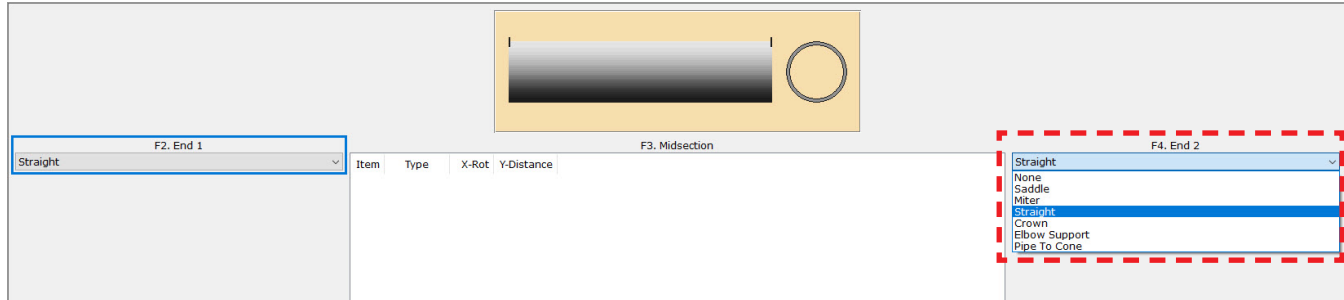 F2. End 1
F3. Midsection
F4. End 2
Straight
Item Type X-Rot Y-Distance
Straight
None
Saddle
Miter
Straight
Crown
Elbow Support
Pipe To Cone